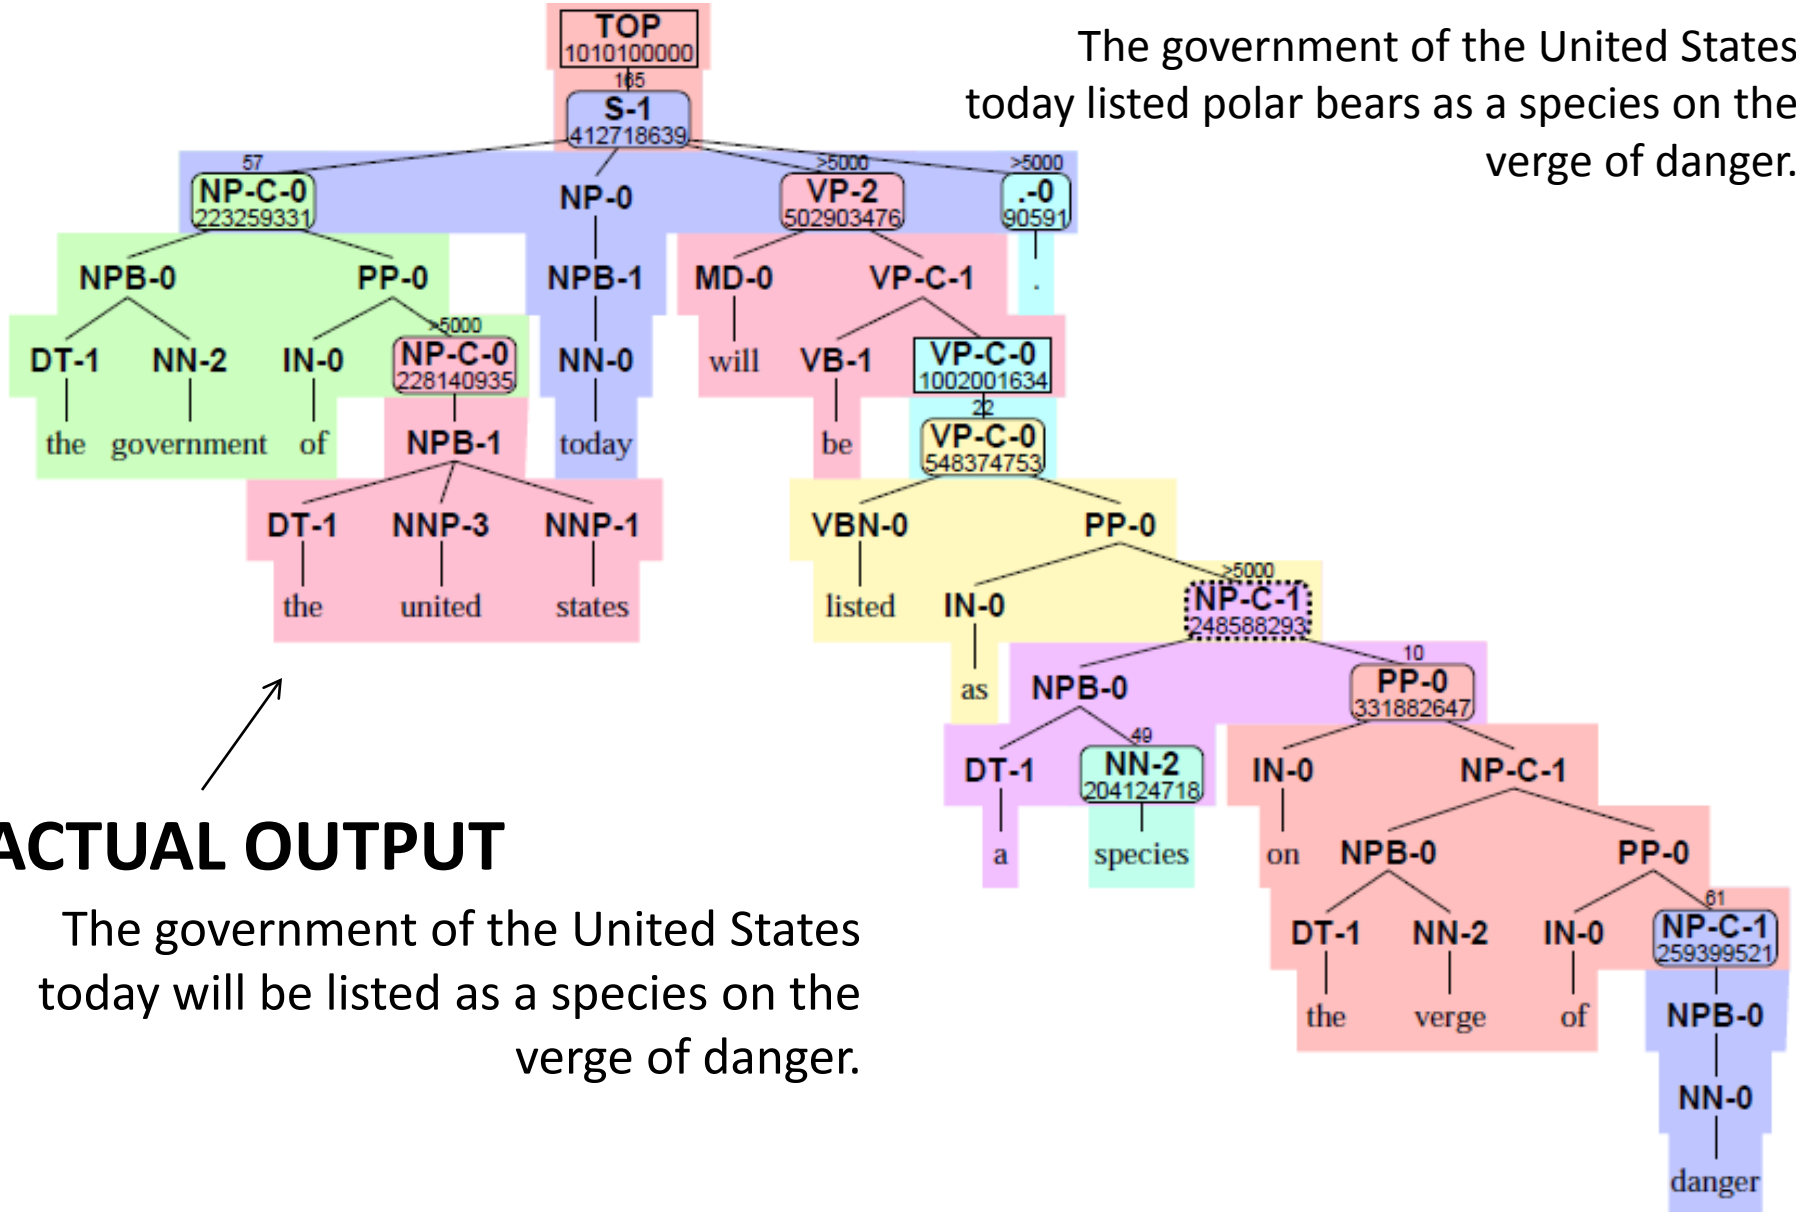 TOP
1010100000
The government of the United States
today listed polar bears as a species on the
verge of danger.
165
S-1
412718639
57 >5000 >5000
NP-C-0 NP-0 VP-2 .-0
223259331 502903476 90591
NPB-0 PP-0 NPB-1 MD-0 VP-C-1 .
>5000
DT-1 NN-2 IN-0 NP-C-0 NN-0 will VB-1 VP-C-0
228140935 1002001634
22
the government of NPB-1 today be VP-C-0
548374753
DT-1 NNP-3 NNP-1 VBN-0 PP-0
>5000
the united states listed IN-0 NP-C-1
248588293
10
as NPB-0 PP-0
331882647
49
DT-1 NN-2 IN-0 NP-C-1
204124718
ACTUAL OUTPUT
a species on NPB-0 PP-0
61
The government of the United States
today will be listed as a species on the
verge of danger.
DT-1 NN-2 IN-0 NP-C-1
259399521
the verge of NPB-0
NN-0
danger